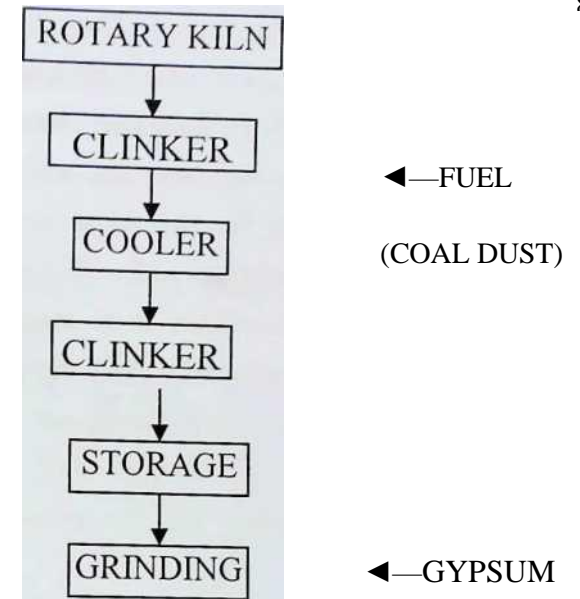 ROTARY KILN
CLINKER
◄—FUEL
COOLER
(COAL DUST)
CLINKER
STORAGE
GRINDING
◄—GYPSUM